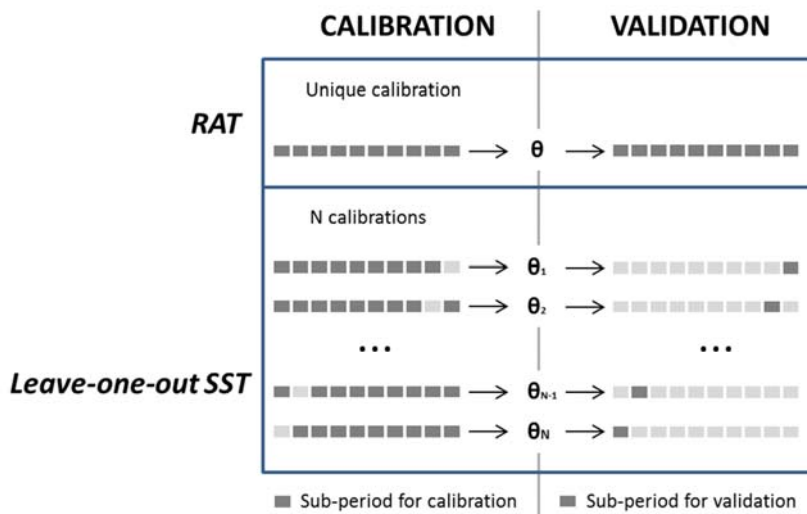 CALIBRATION VALIDATION
RAT
Unique calibration
θ
Leave-one-out SST
N calibrations
θ1
θ2
... ...
θN-1
θN
Sub-period for calibration Sub-period for validation